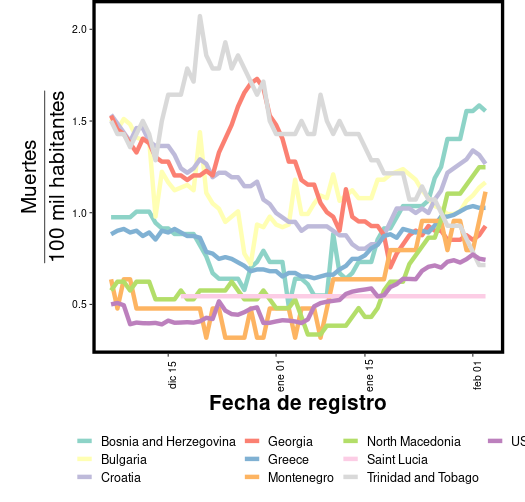 2.0
1.5
1.0
0.5
Muertes
100 mil habitantes
dic 15
ene 01
ene 15
feb 01
Fecha de registro
Bosnia and Herzegovina
Georgia
North Macedonia
US
Bulgaria
Greece
Saint Lucia
Croatia
Montenegro
Trinidad and Tobago